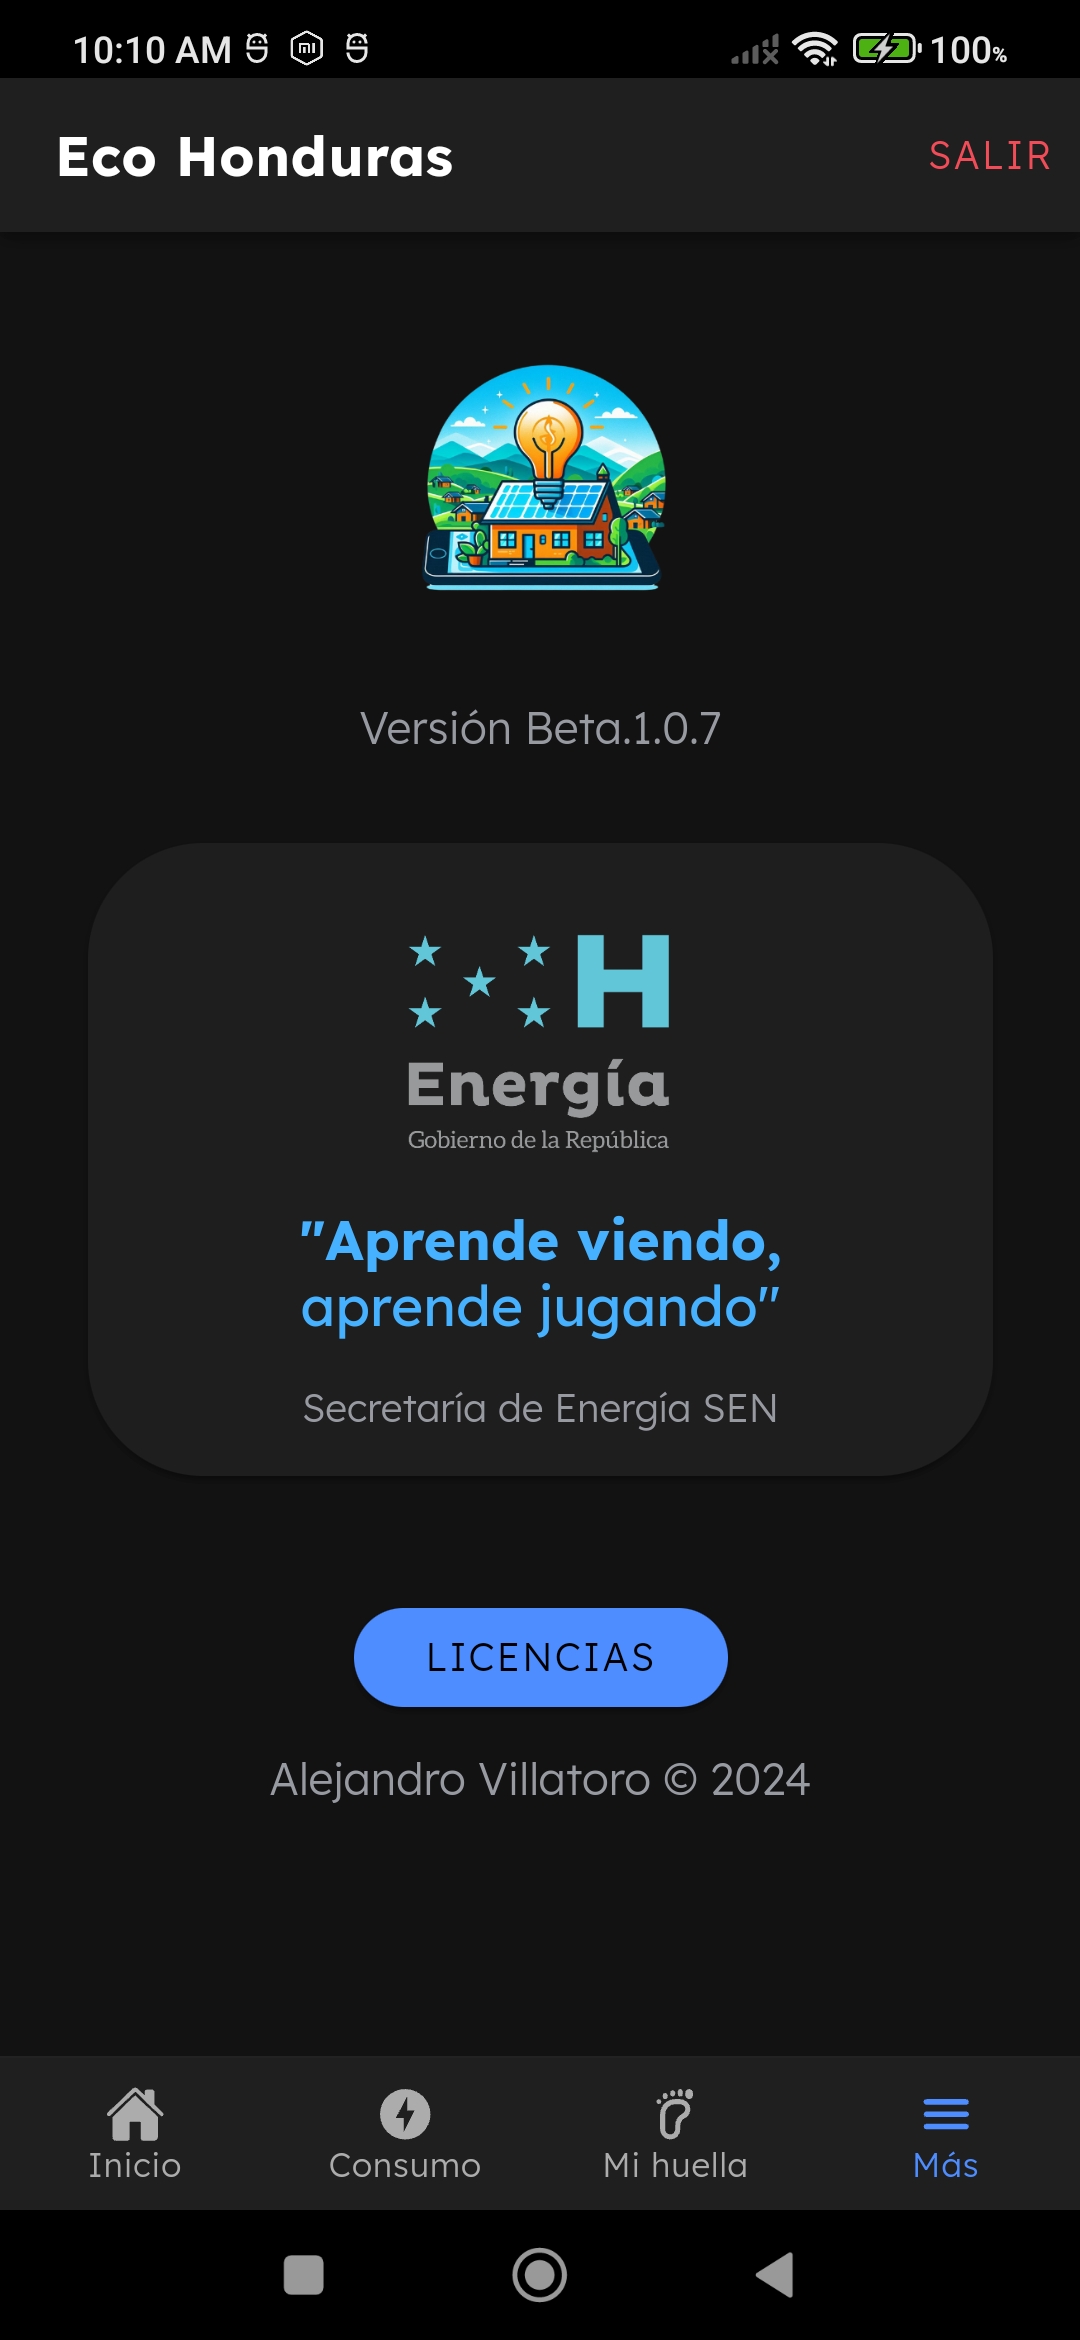 10:10 AM
100%
Eco Honduras
SALIR
Versión Beta.1.0.7
H
Energía
Gobierno de la República
"Aprende viendo,
aprende jugando"
Secretaría de Energía SEN
LICENCIAS
Alejandro Villatoro © 2024
Inicio
Consumo
Mi huella
Más